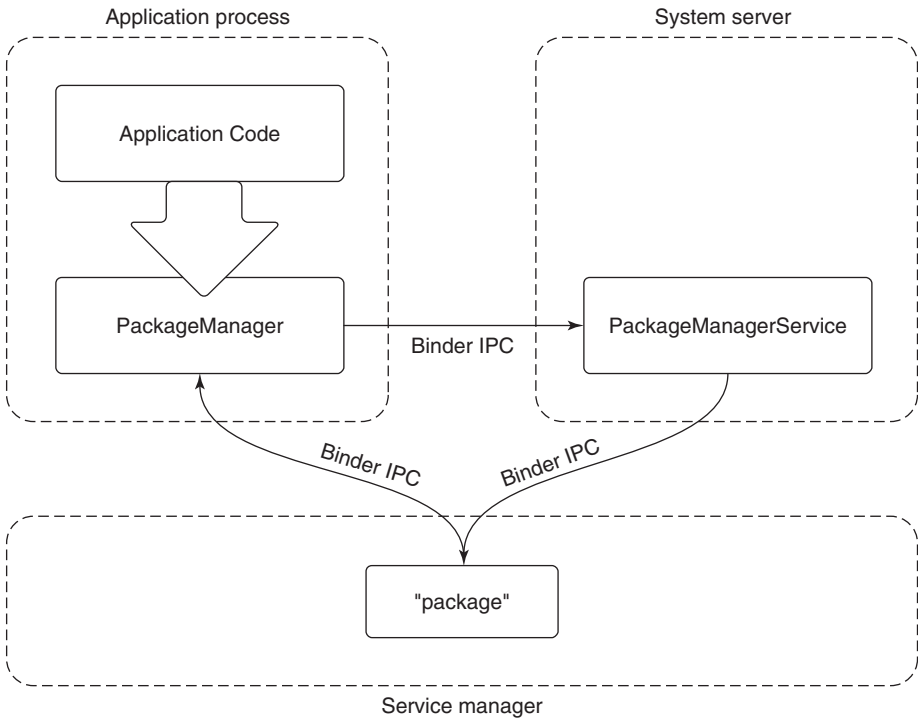 Application process
System server
Application Code
PackageManager
Binder IPC
PackageManagerService
Binder IPC
Binder IPC
"package"
Service manager